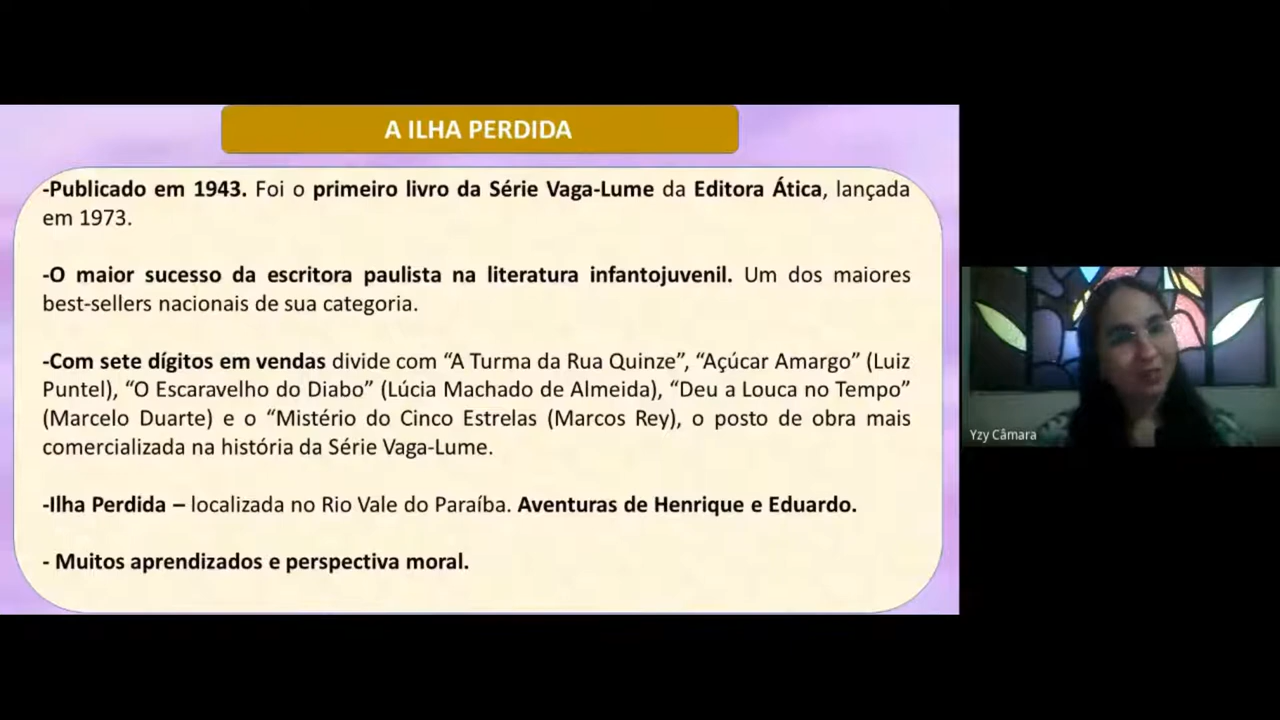 A ILHA PERDIDA
-Publicado em 1943. Foi o primeiro livro da Série Vaga-Lume da Editora Ática, lançada
em 1973.
-O maior sucesso da escritora paulista na literatura infantojuvenil. Um dos maiores
best-sellers nacionais de sua categoria.
-Com sete dígitos em vendas divide com “A Turma da Rua Quinze”, “Açúcar Amargo” (Luiz
Puntel), “O Escaravelho do Diabo” (Lúcia Machado de Almeida), “Deu a Louca no Tempo”
(Marcelo Duarte) e o “Mistério do Cinco Estrelas (Marcos Rey), o posto de obra mais
comercializada na história da Série Vaga-Lume.
-Ilha Perdida – localizada no Rio Vale do Paraíba. Aventuras de Henrique e Eduardo.
- Muitos aprendizados e perspectiva moral.
Yzy Câmara